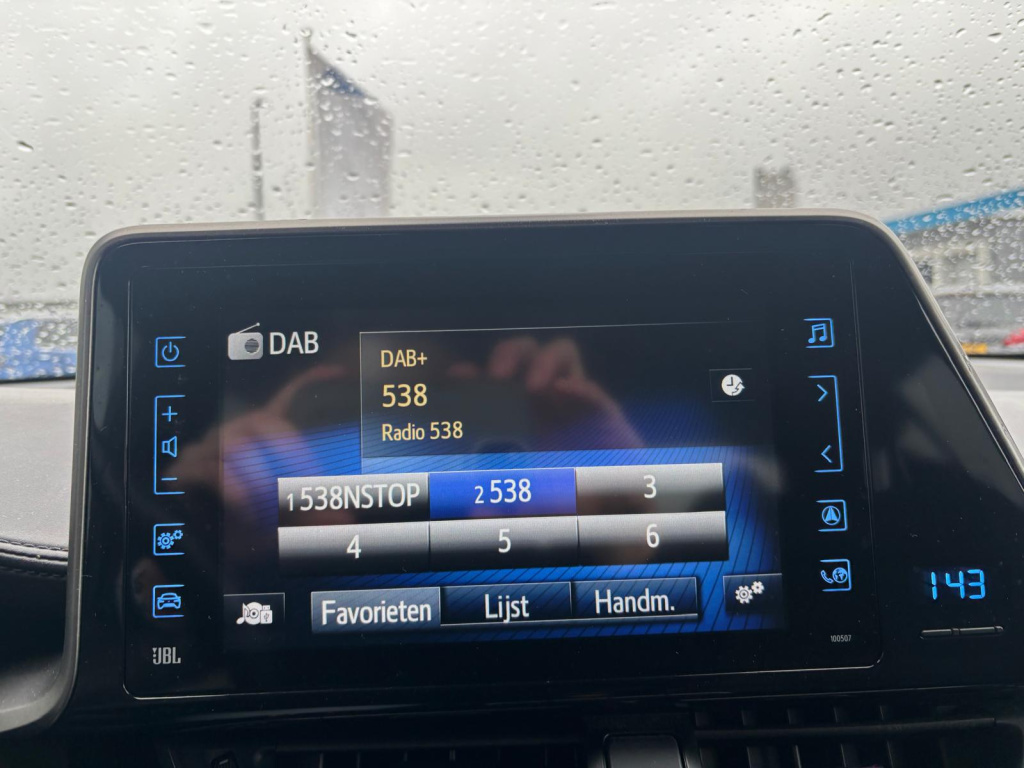 DAB
DAB+
538
Radio 538
1 538NSTOP 2 538 3
4 5 6
Favorieten Lijst Handm.
JBL
100507
143